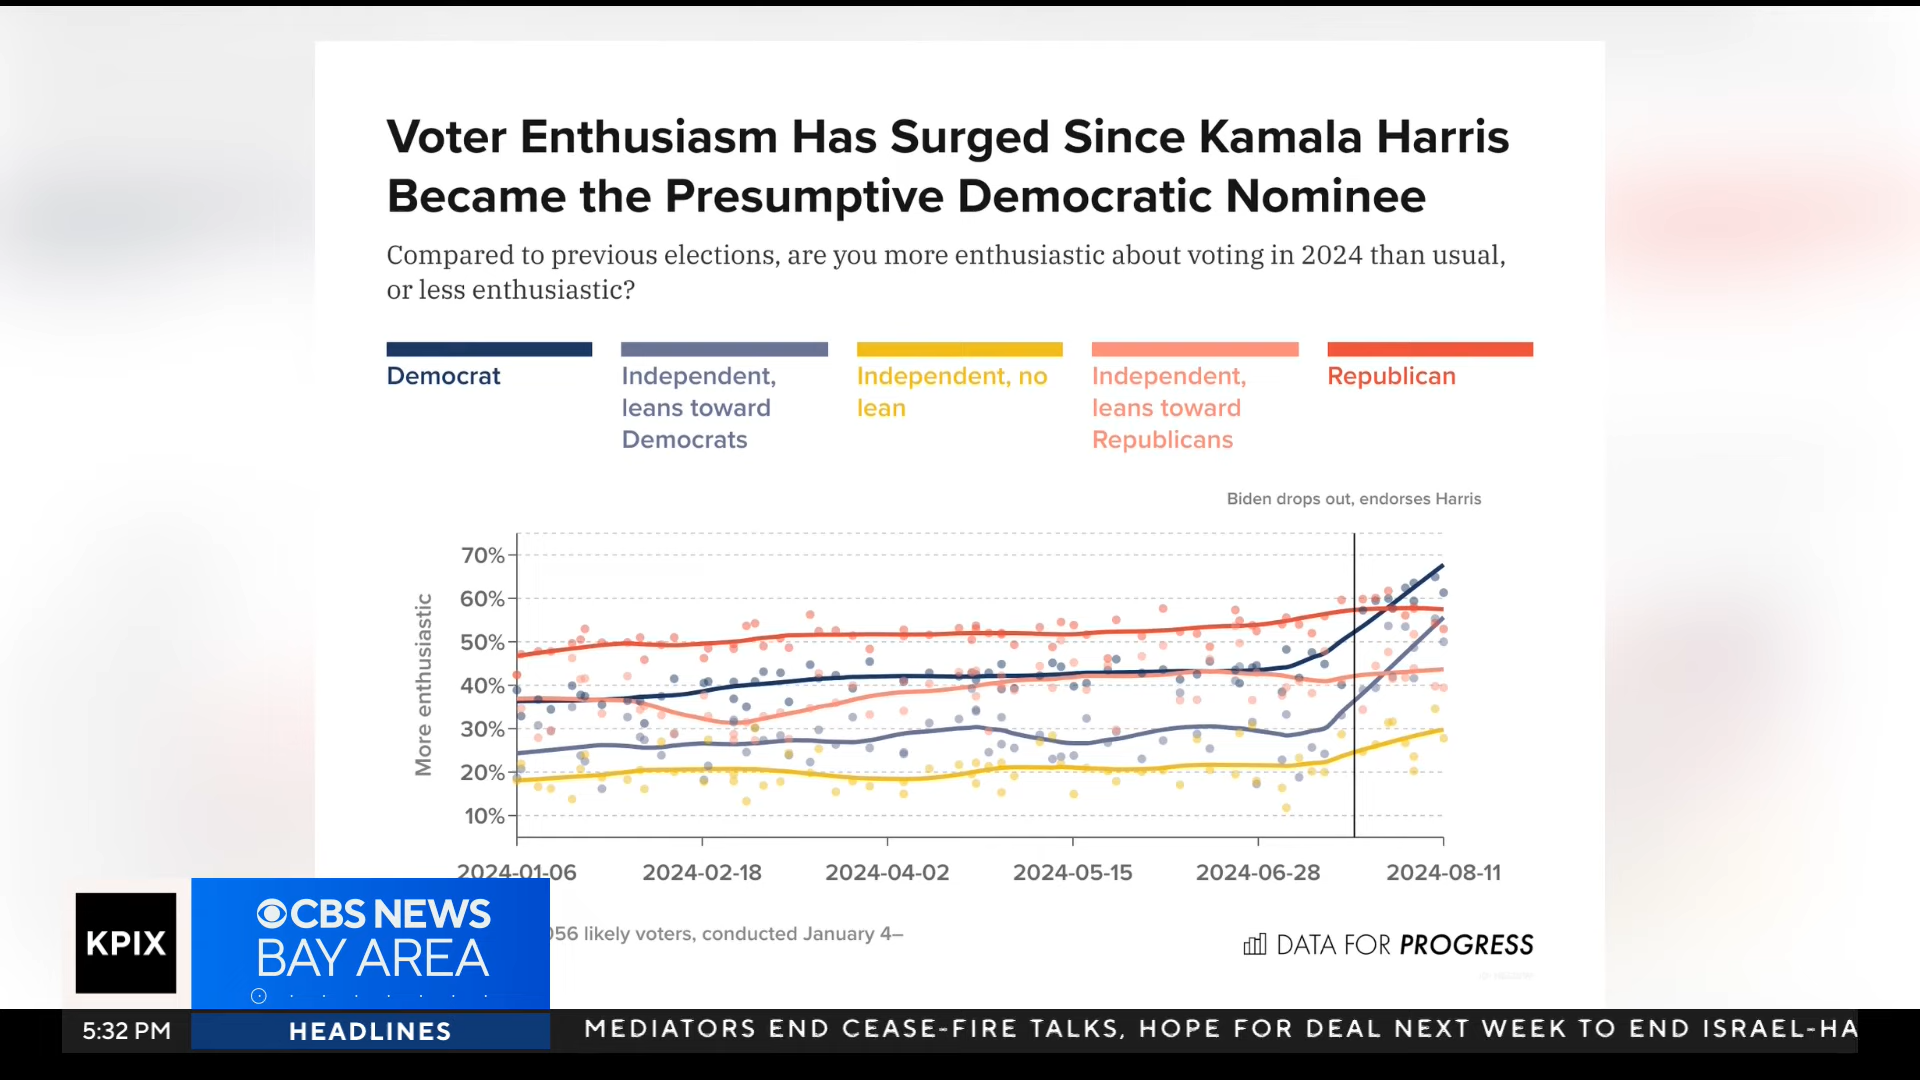 Voter Enthusiasm Has Surged Since Kamala Harris
Became the Presumptive Democratic Nominee
Compared to previous elections, are you more enthusiastic about voting in 2024 than usual,
or less enthusiastic?
Democrat
Independent,
leans toward
Democrats
Independent, no
lean
Independent,
leans toward
Republicans
Republican
Biden drops out, endorses Harris
More enthusiastic
70%
60%
50%
40%
30%
20%
10%
2024-01-06 2024-02-18 2024-04-02 2024-05-15 2024-06-28 2024-08-11
056 likely voters, conducted January 4–
DATA FOR PROGRESS
KPIX
CBS NEWS
BAY AREA
5:32 PM
HEADLINES
MEDIATORS END CEASE-FIRE TALKS, HOPE FOR DEAL NEXT WEEK TO END ISRAEL-HA